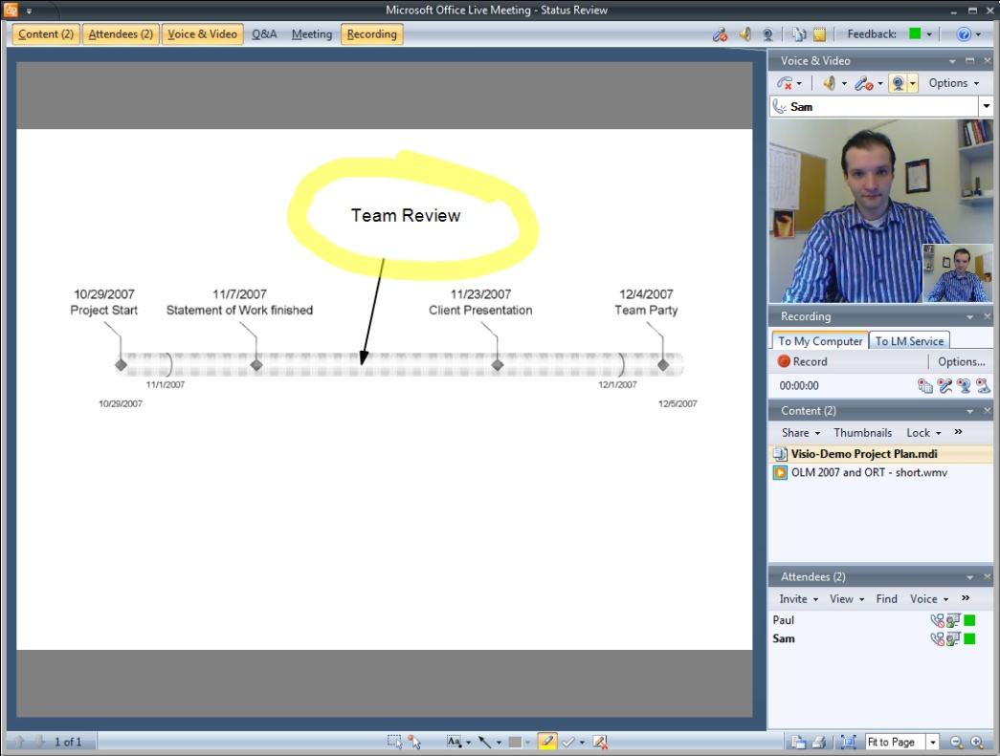 Microsoft Office Live Meeting - Status Review
Content (2) Attendees (2) Voice & Video Q&A Meeting Recording
Feedback:
Voice & Video
Options
Sam
Team Review
10/29/2007
Project Start
11/7/2007
Statement of Work finished
11/23/2007
Client Presentation
12/4/2007
Team Party
11/1/2007
12/1/2007
10/29/2007
12/5/2007
Recording
To My Computer To LM Service
Record Options...
00:00:00
Content (2)
Share Thumbnails Lock »
Visio-Demo Project Plan.mdi
OLM 2007 and ORT - short.wmv
Attendees (2)
Invite View Find Voice »
Paul
Sam
1 of 1 Aa Fit to Page